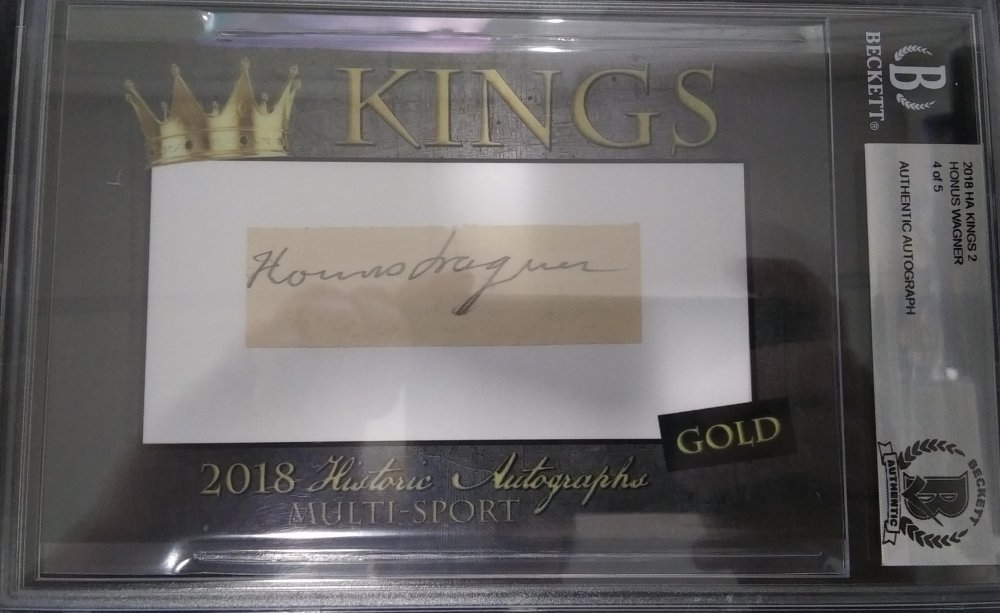 KINGS
Honus Wagner
GOLD
2018 Historic Autographs
MULTI-SPORT
BECKETT®
B
2018 HA KINGS 2
HONUS WAGNER
4 of 5
AUTHENTIC AUTOGRAPH
BECKETT
B
AUTHENTIC